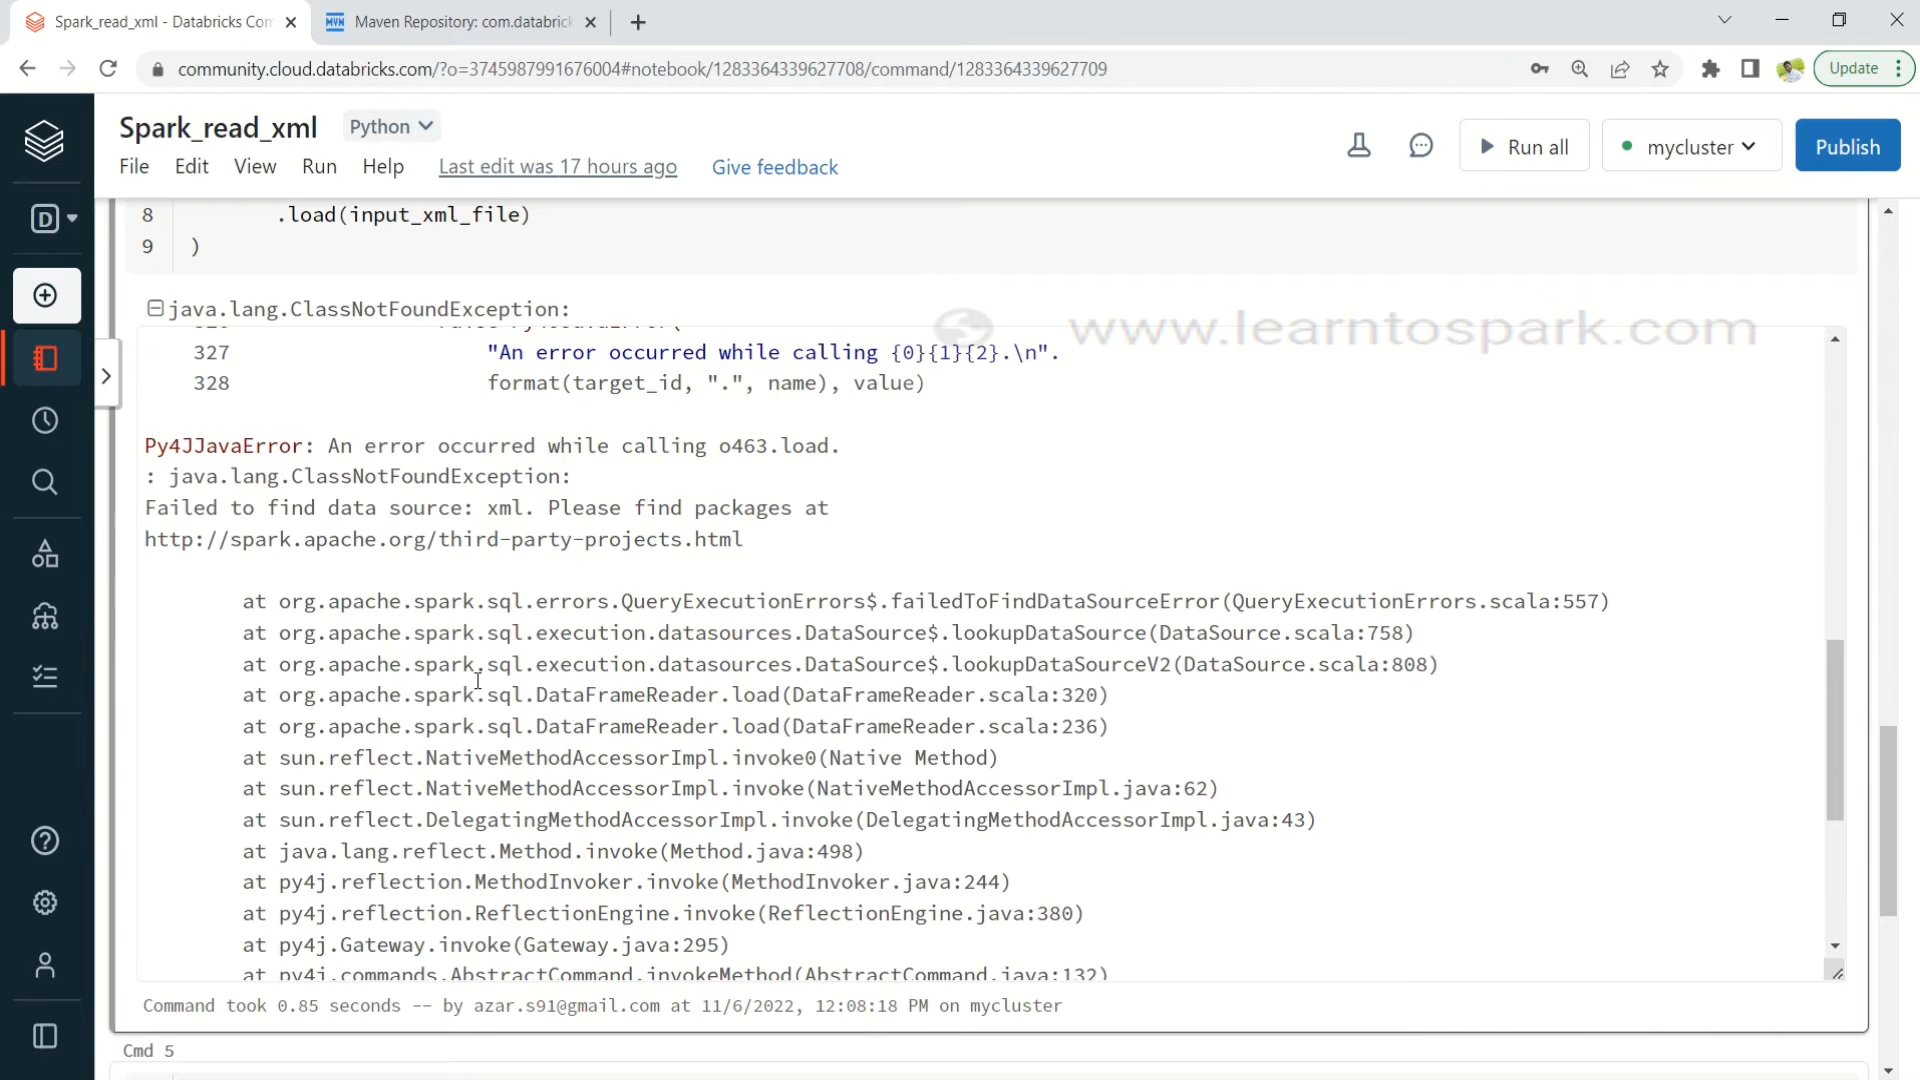 Spark_read_xml - Databricks Com
MVN Maven Repository: com.databrick
community.cloud.databricks.com/?o=3745987991676004#notebook/1283364339627708/command/1283364339627709
Update
Spark_read_xml Python
File Edit View Run Help Last edit was 17 hours ago Give feedback
Run all mycluster Publish
D
8 .load(input_xml_file)
9 )
java.lang.ClassNotFoundException:
www.learntospark.com
327 "An error occurred while calling {0}{1}{2}.\n".
328 format(target_id, ".", name), value)
Py4JJavaError: An error occurred while calling o463.load.
: java.lang.ClassNotFoundException:
Failed to find data source: xml. Please find packages at
http://spark.apache.org/third-party-projects.html
at org.apache.spark.sql.errors.QueryExecutionErrors$.failedToFindDataSourceError(QueryExecutionErrors.scala:557)
at org.apache.spark.sql.execution.datasources.DataSource$.lookupDataSource(DataSource.scala:758)
at org.apache.spark.sql.execution.datasources.DataSource$.lookupDataSourceV2(DataSource.scala:808)
at org.apache.spark.sql.DataFrameReader.load(DataFrameReader.scala:320)
at org.apache.spark.sql.DataFrameReader.load(DataFrameReader.scala:236)
at sun.reflect.NativeMethodAccessorImpl.invoke0(Native Method)
at sun.reflect.NativeMethodAccessorImpl.invoke(NativeMethodAccessorImpl.java:62)
at sun.reflect.DelegatingMethodAccessorImpl.invoke(DelegatingMethodAccessorImpl.java:43)
at java.lang.reflect.Method.invoke(Method.java:498)
at py4j.reflection.MethodInvoker.invoke(MethodInvoker.java:244)
at py4j.reflection.ReflectionEngine.invoke(ReflectionEngine.java:380)
at py4j.Gateway.invoke(Gateway.java:295)
at py4j.commands.AbstractCommand.invokeMethod(AbstractCommand.java:132)
Command took 0.85 seconds -- by azar.s91@gmail.com at 11/6/2022, 12:08:18 PM on mycluster
Cmd 5